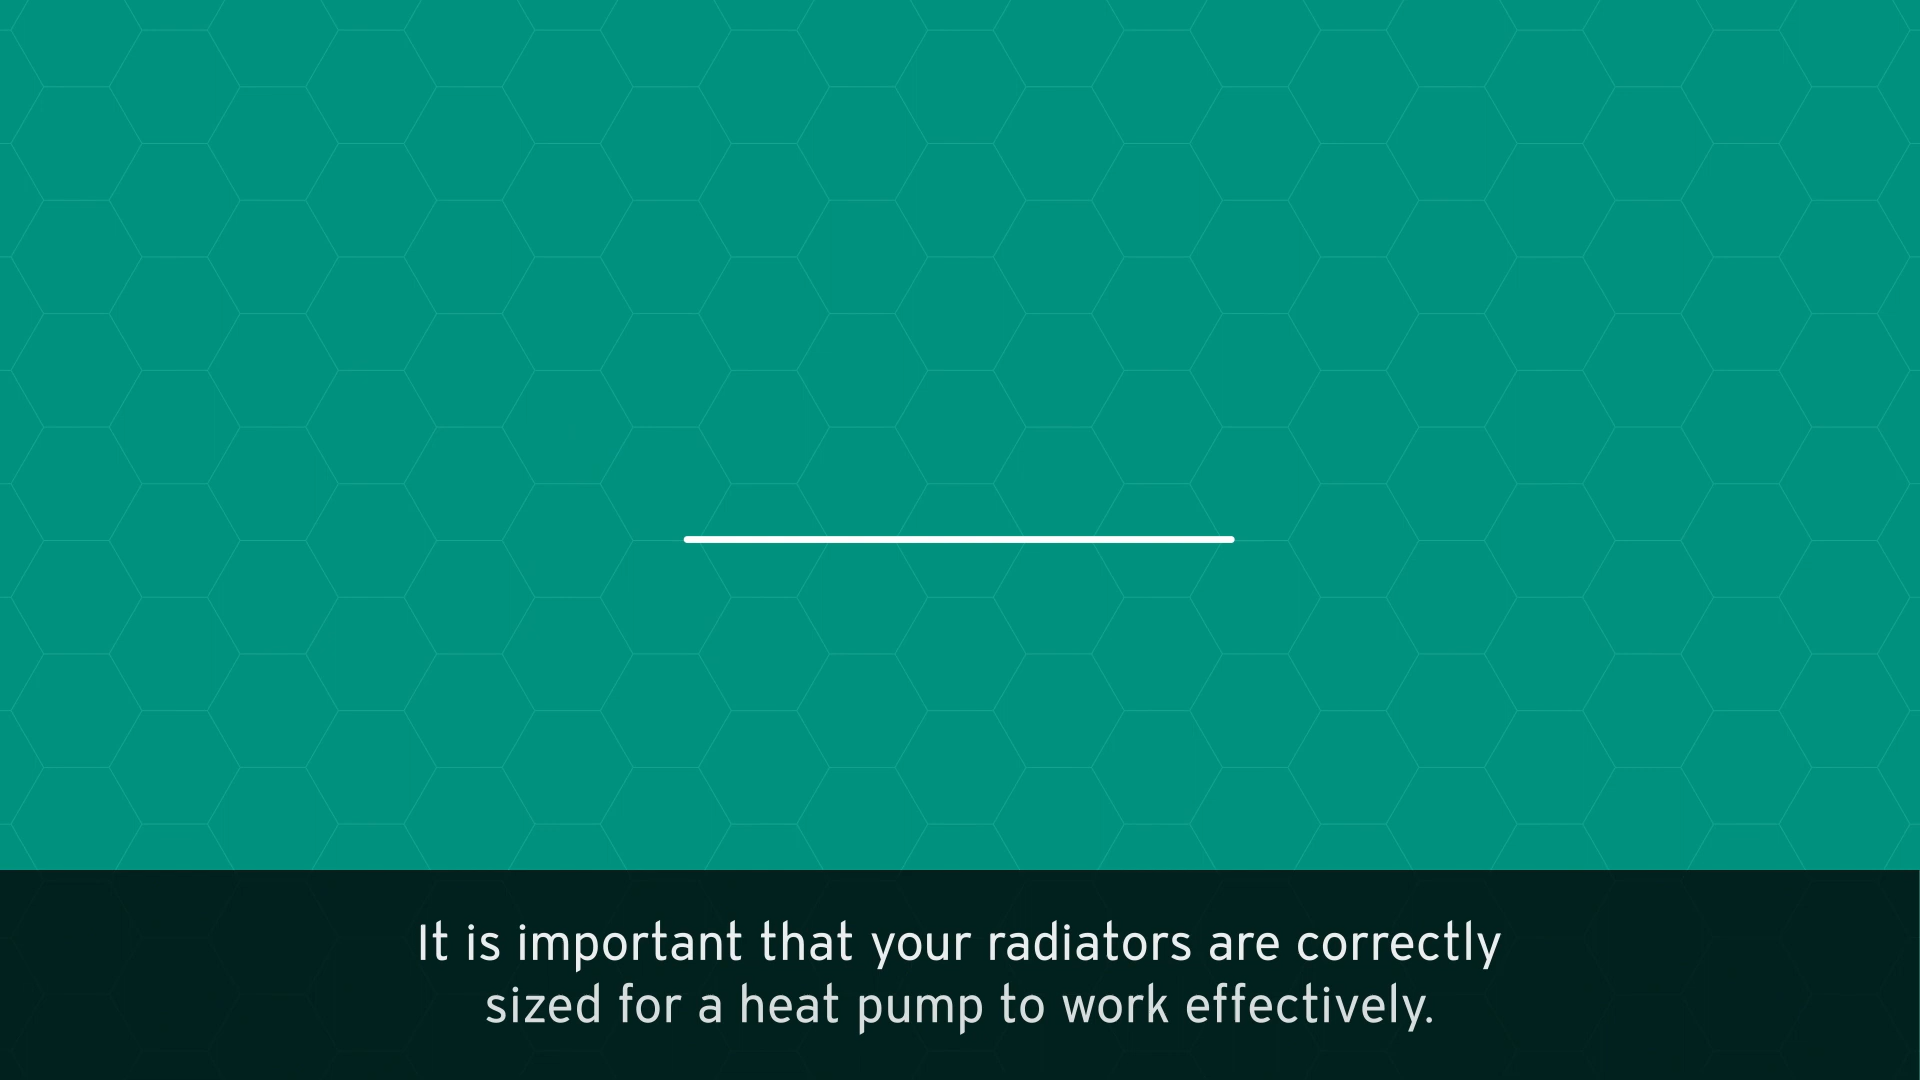 It is important that your radiators are correctly
sized for a heat pump to work effectively.